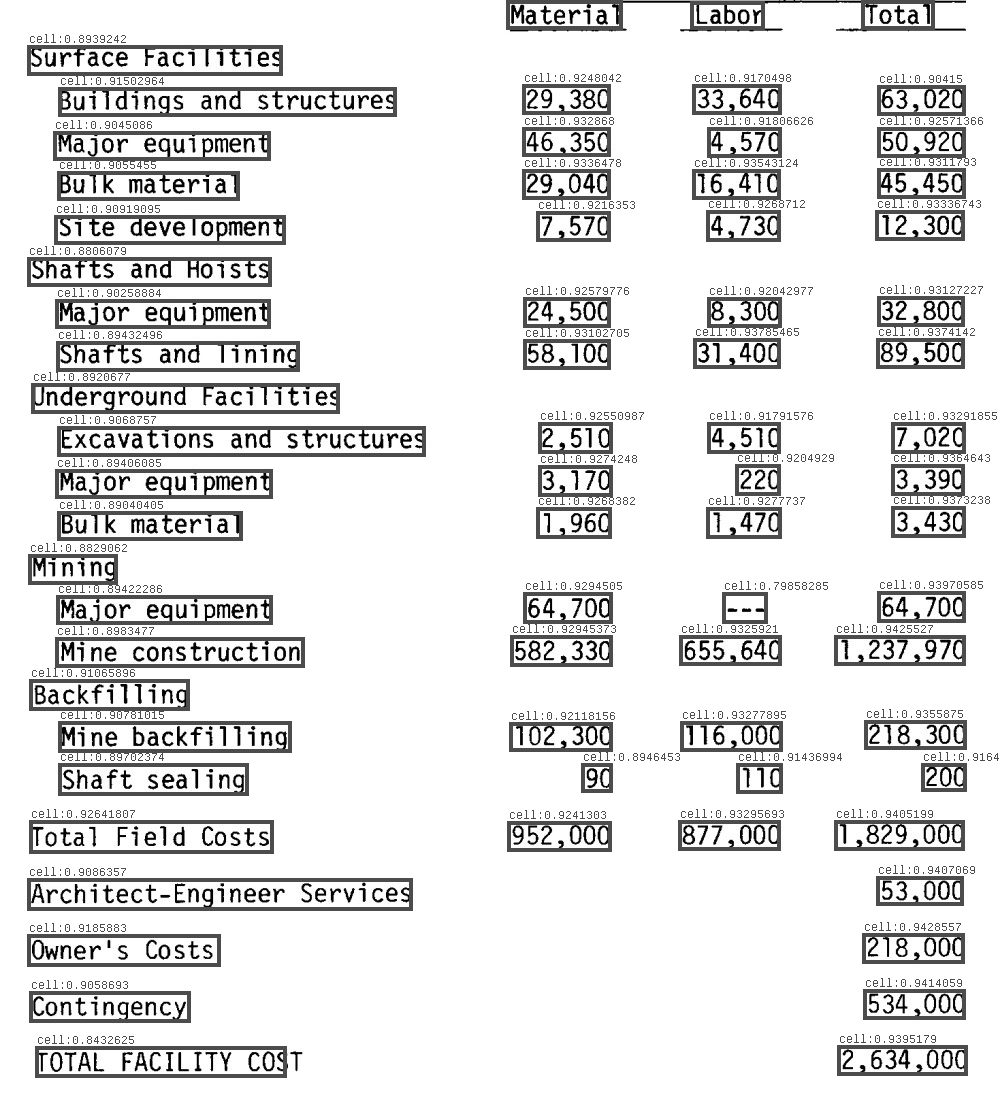 Material Labor Total
cell:0.8939242
Surface Facilities
cell:0.91502964 cell:0.9248042 cell:0.9170498 cell:0.90415
Buildings and structures 29,380 33,640 63,020
cell:0.9045086 cell:0.932868 cell:0.91806626 cell:0.92571366
Major equipment 46,350 4,570 50,920
cell:0.9055455 cell:0.9336478 cell:0.93543124 cell:0.9311793
Bulk material 29,040 16,410 45,450
cell:0.90919095 cell:0.9216353 cell:0.9268712 cell:0.93336743
Site development 7,570 4,730 12,300
cell:0.8806079
Shafts and Hoists
cell:0.90258884 cell:0.92579776 cell:0.92042977 cell:0.93127227
Major equipment 24,500 8,300 32,800
cell:0.89432496 cell:0.93102705 cell:0.93785465 cell:0.9374142
Shafts and lining 58,100 31,400 89,500
cell:0.8920677
Underground Facilities
cell:0.9068757 cell:0.92550987 cell:0.91791576 cell:0.93291855
Excavations and structures 2,510 4,510 7,020
cell:0.89406085 cell:0.9274248 cell:0.9204929 cell:0.9364643
Major equipment 3,170 220 3,390
cell:0.89040405 cell:0.9268382 cell:0.9277737 cell:0.9373238
Bulk material 1,960 1,470 3,430
cell:0.8829062
Mining
cell:0.89422286 cell:0.9294505 cell:0.79858285 cell:0.93970585
Major equipment 64,700 --- 64,700
cell:0.8983477 cell:0.92945373 cell:0.9325921 cell:0.9425527
Mine construction 582,330 655,640 1,237,970
cell:0.91065896
Backfilling
cell:0.90781015 cell:0.92118156 cell:0.93277895 cell:0.9355875
Mine backfilling 102,300 116,000 218,300
cell:0.89702374 cell:0.8946453 cell:0.91436994 cell:0.9164
Shaft sealing 90 110 200
cell:0.92641807 cell:0.9241303 cell:0.93295693 cell:0.9405199
Total Field Costs 952,000 877,000 1,829,000
cell:0.9086357 cell:0.9407069
Architect-Engineer Services 53,000
cell:0.9185883 cell:0.9428557
Owner's Costs 218,000
cell:0.9058693 cell:0.9414059
Contingency 534,000
cell:0.8432625 cell:0.9395179
TOTAL FACILITY COST 2,634,000